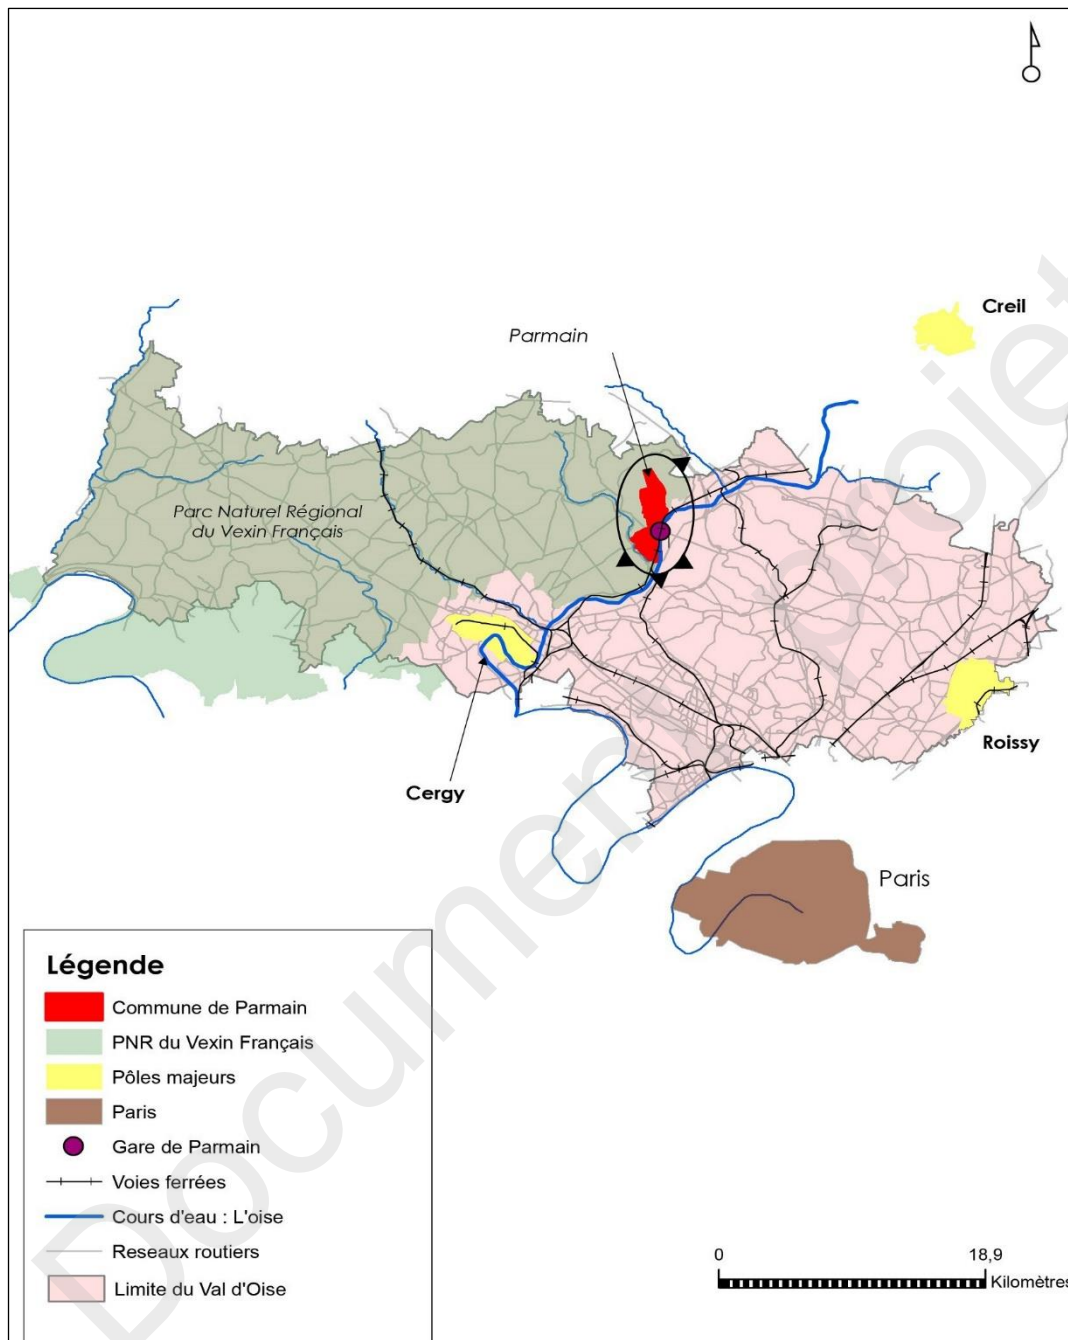 Creil
Parmain
Parc Naturel Régional
du Vexin Français
Roissy
Cergy
Paris
Légende
Commune de Parmain
PNR du Vexin Français
Pôles majeurs
Paris
Gare de Parmain
Voies ferrées
Cours d'eau : L'oise
Reseaux routiers
Limite du Val d'Oise
0 18,9
Kilomètres
Document projet